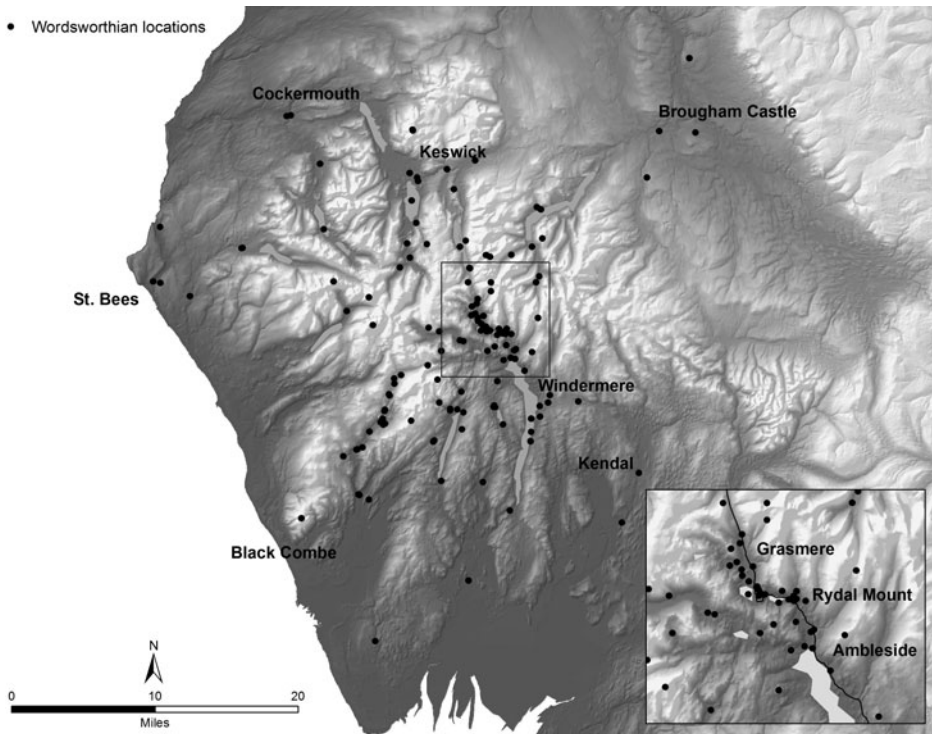 Wordsworthian locations
Cockermouth
Brougham Castle
Keswick
St. Bees
Windermere
Kendal
Black Combe
Grasmere
Rydal Mount
Ambleside
N
0 10 20
Miles